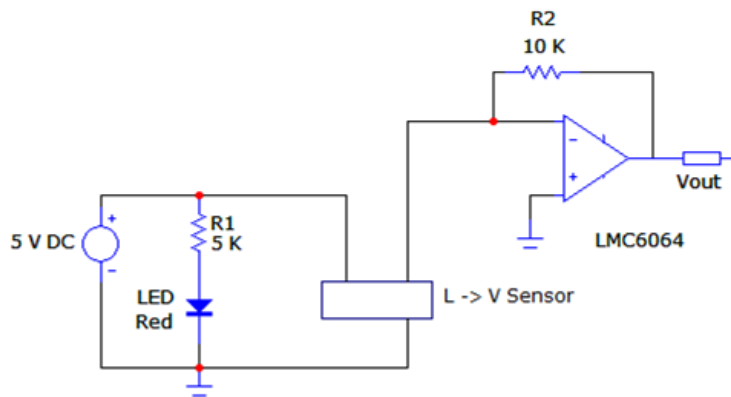 R2
10 K
-
+
Vout
LMC6064
5 V DC
+
-
R1
5 K
LED
Red
L -> V Sensor